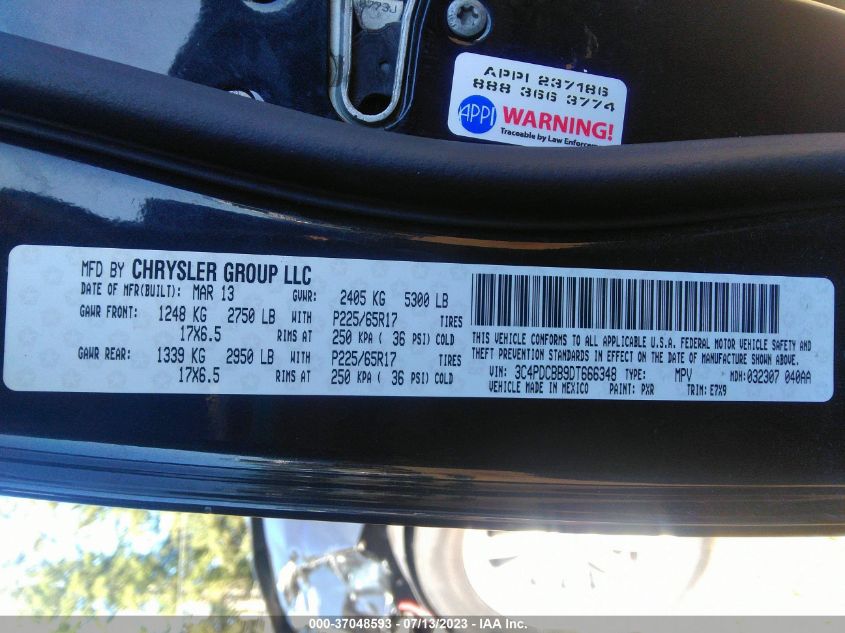 APPI 237186
888 366 3774
APPI WARNING!
MFD BY CHRYSLER GROUP LLC
DATE OF MFR(BUILT): MAR 13 GVWR: 2405 KG 5300 LB
GAWR FRONT: 1248 KG 2750 LB WITH P225/65R17 TIRES
17X6.5 RIMS AT 250 KPA ( 36 PSI) COLD
GAWR REAR: 1339 KG 2950 LB WITH P225/65R17 TIRES
17X6.5 RIMS AT 250 KPA ( 36 PSI) COLD
THIS VEHICLE CONFORMS TO ALL APPLICABLE U.S.A. FEDERAL MOTOR VEHICLE SAFETY AND
THEFT PREVENTION STANDARDS IN EFFECT ON THE DATE OF MANUFACTURE SHOWN ABOVE.
VIN: 3C4PDCBB9DT666348 TYPE: MPV MDH: 032307 040AA
VEHICLE MADE IN MEXICO PAINT: PXR TRIM: E7X9
000-37048593 - 07/13/2023 - IAA Inc.